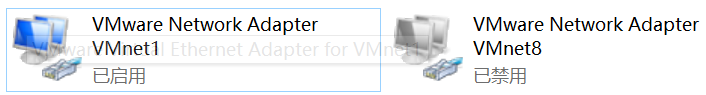 VMware Network Adapter
VMnet1
已启用
VMware Network Adapter
VMnet8
已禁用